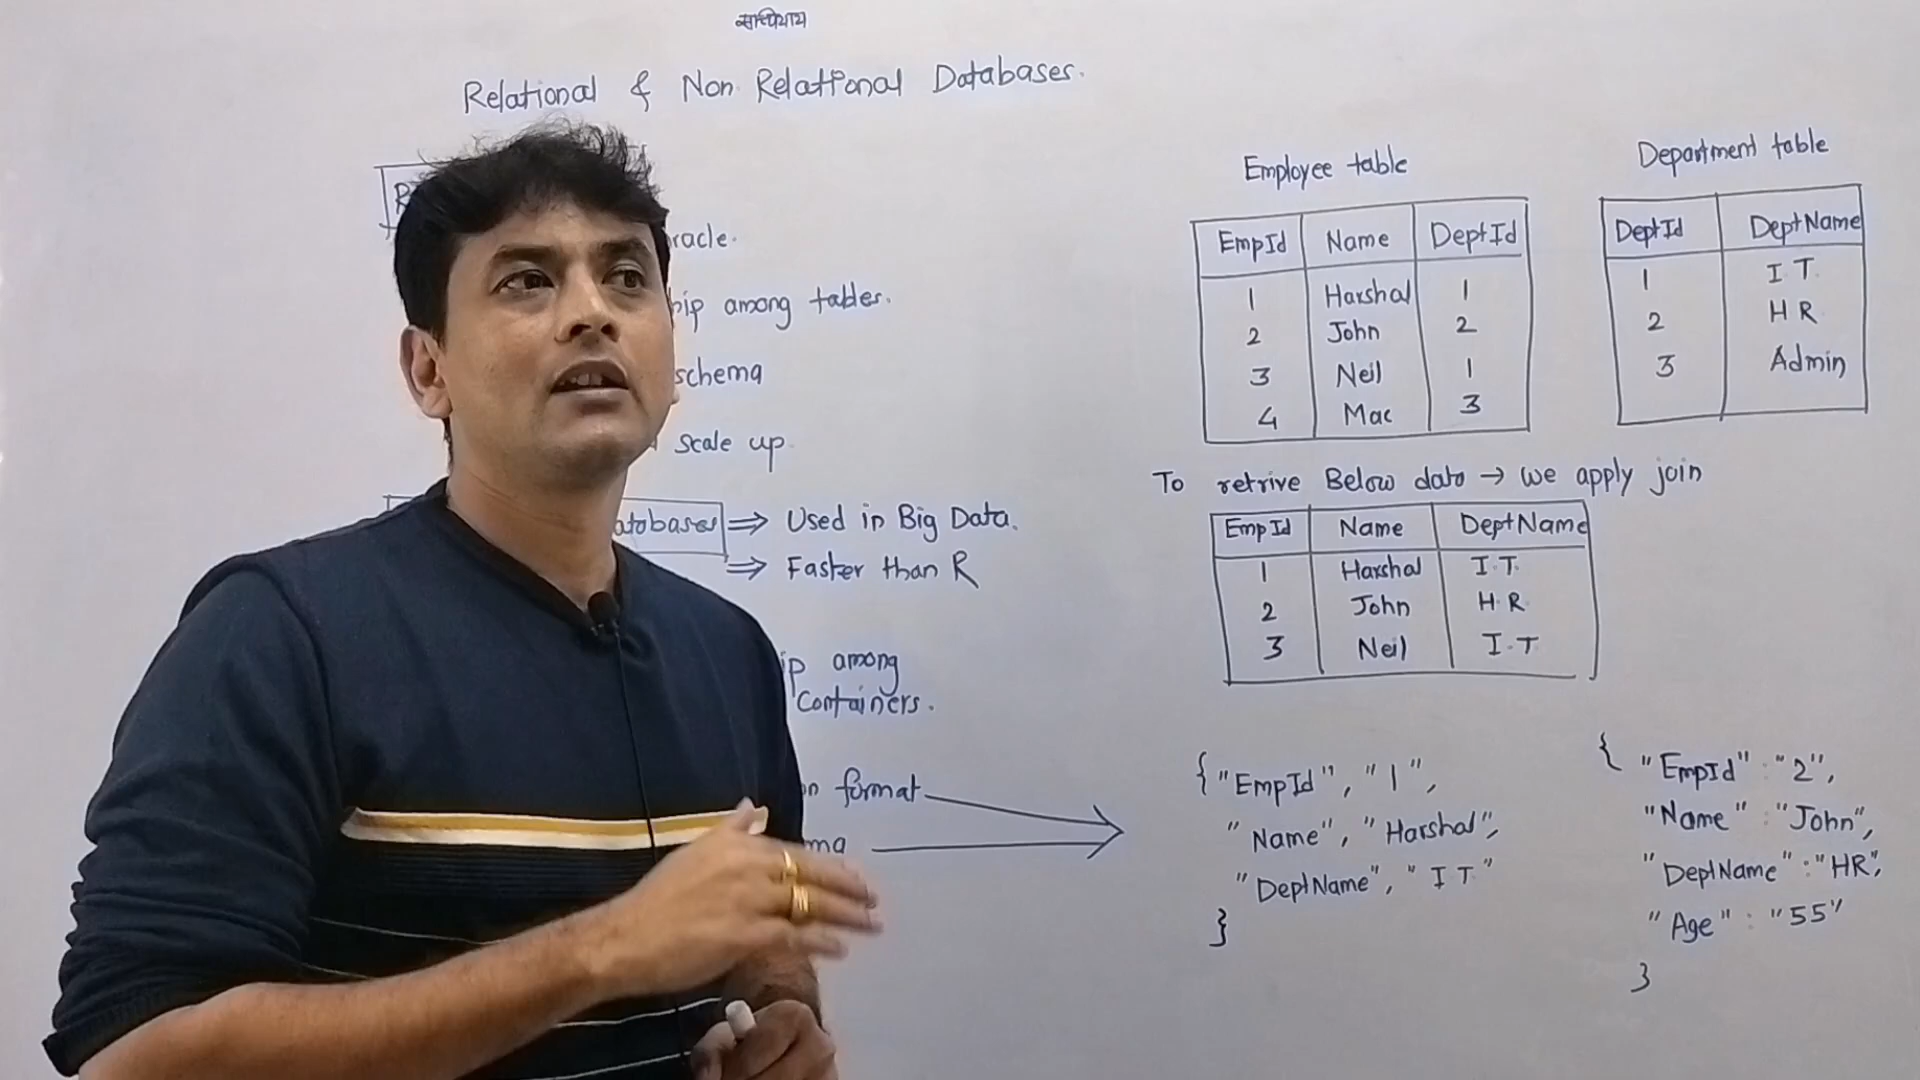 Relational & Non Relational Databases.
racle.
hip among tables.
schema
scale up
atabases ⇒ Used in Big Data.
⇒ Faster than R
ip among
Containers.
on format
ma
Employee table
EmpId Name DeptId
1 Harshal 1
2 John 2
3 Neil 1
4 Mac 3
Department table
DeptId DeptName
1 I T
2 H R
3 Admin
To retrive Below data → we apply join
EmpId Name DeptName
1 Harshal I.T.
2 John H.R
3 Neil I.T
{ "EmpId", "1",
"Name", "Harshal",
"DeptName", "I T"
}
{ "EmpId" : "2",
"Name" : "John",
"DeptName" : "HR",
"Age" : "55"
}